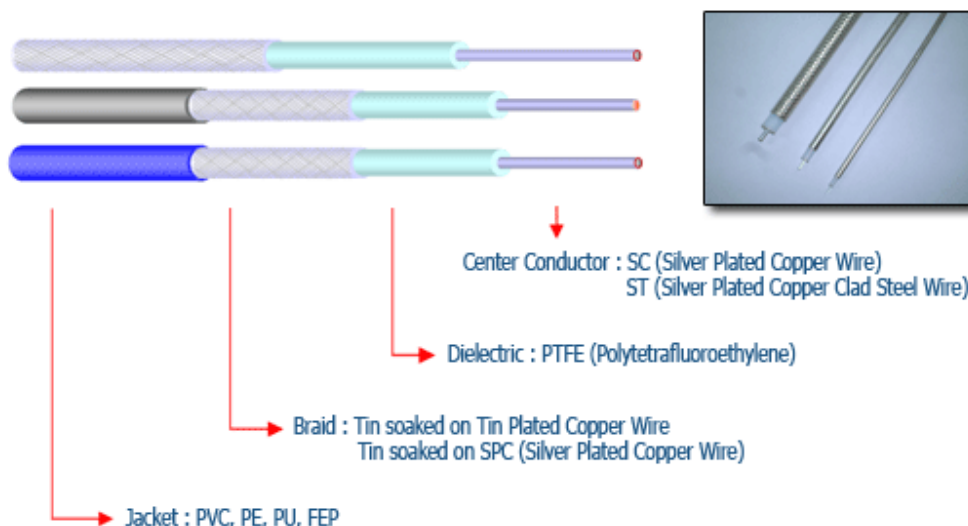 Center Conductor : SC (Silver Plated Copper Wire)
ST (Silver Plated Copper Clad Steel Wire)
Dielectric : PTFE (Polytetrafluoroethylene)
Braid : Tin soaked on Tin Plated Copper Wire
Tin soaked on SPC (Silver Plated Copper Wire)
Jacket : PVC, PE, PU, FEP